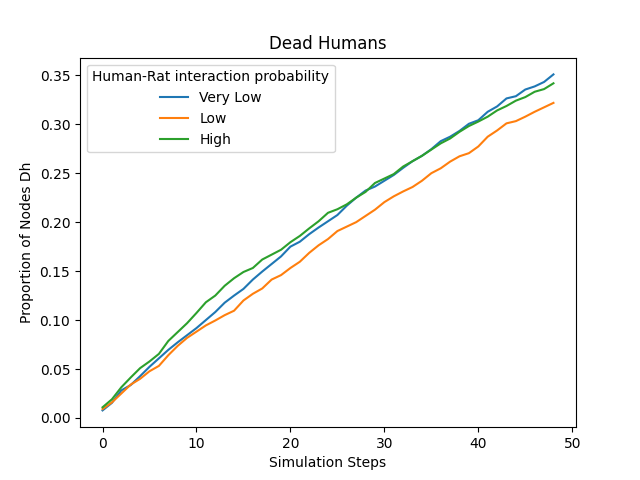 Dead Humans
Human-Rat interaction probability
Very Low
Low
High
Proportion of Nodes Dh
0.35
0.30
0.25
0.20
0.15
0.10
0.05
0.00
0 10 20 30 40 50
Simulation Steps